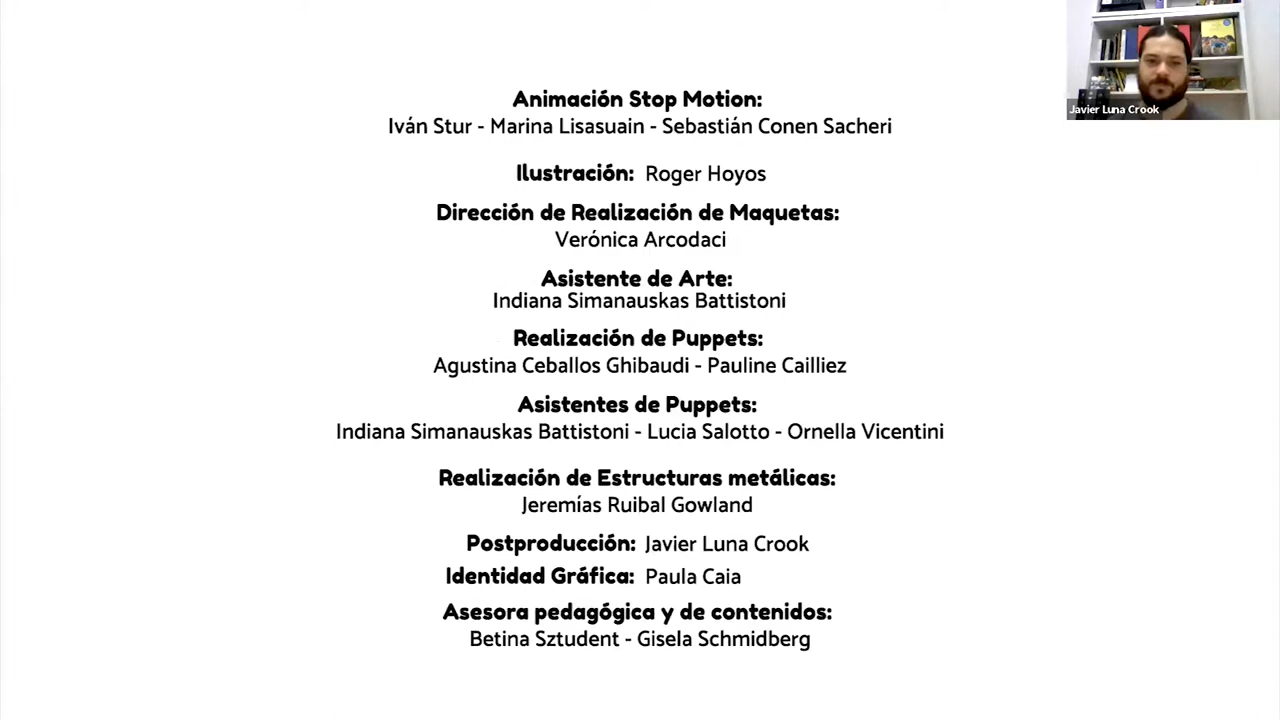 Animación Stop Motion:
Iván Stur - Marina Lisasuain - Sebastián Conen Sacheri
Ilustración: Roger Hoyos
Dirección de Realización de Maquetas:
Verónica Arcodaci
Asistente de Arte:
Indiana Simanauskas Battistoni
Realización de Puppets:
Agustina Ceballos Ghibaudi - Pauline Cailliez
Asistentes de Puppets:
Indiana Simanauskas Battistoni - Lucia Salotto - Ornella Vicentini
Realización de Estructuras metálicas:
Jeremías Ruibal Gowland
Postproducción: Javier Luna Crook
Identidad Gráfica: Paula Caia
Asesora pedagógica y de contenidos:
Betina Sztudent - Gisela Schmidberg
Javier Luna Crook